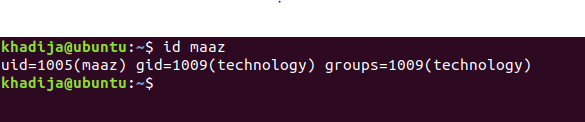 khadija@ubuntu:~$ id maaz
uid=1005(maaz) gid=1009(technology) groups=1009(technology)
khadija@ubuntu:~$